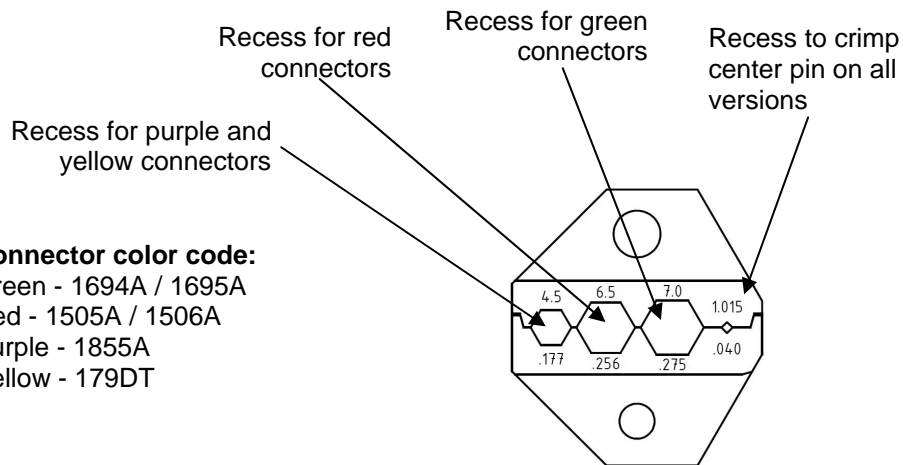 Recess for red
connectors
Recess for green
connectors
Recess to crimp
center pin on all
versions
Recess for purple and
yellow connectors
onnector color code:
reen - 1694A / 1695A
ed - 1505A / 1506A
urple - 1855A
ellow - 179DT
4.5 6.5 7.0 1.015
.177 .256 .275 .040